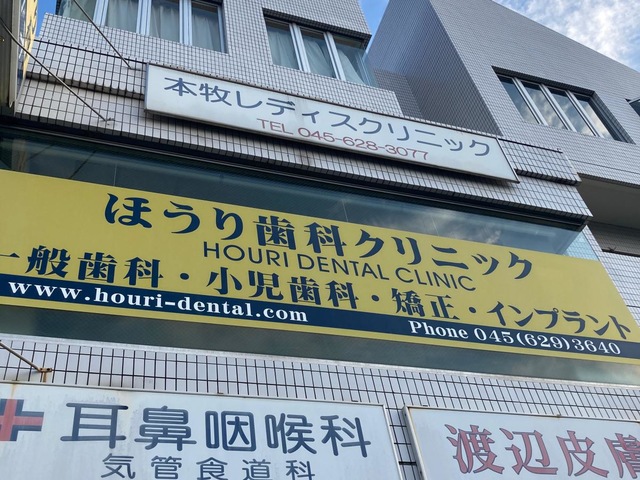 本牧レディスクリニック
TEL 045-628-3077
ほうり歯科クリニック
HOURI DENTAL CLINIC
一般歯科・小児歯科・矯正・インプラント
www.houri-dental.com
Phone 045(629)3640
耳鼻咽喉科
気管食道科
渡辺皮膚